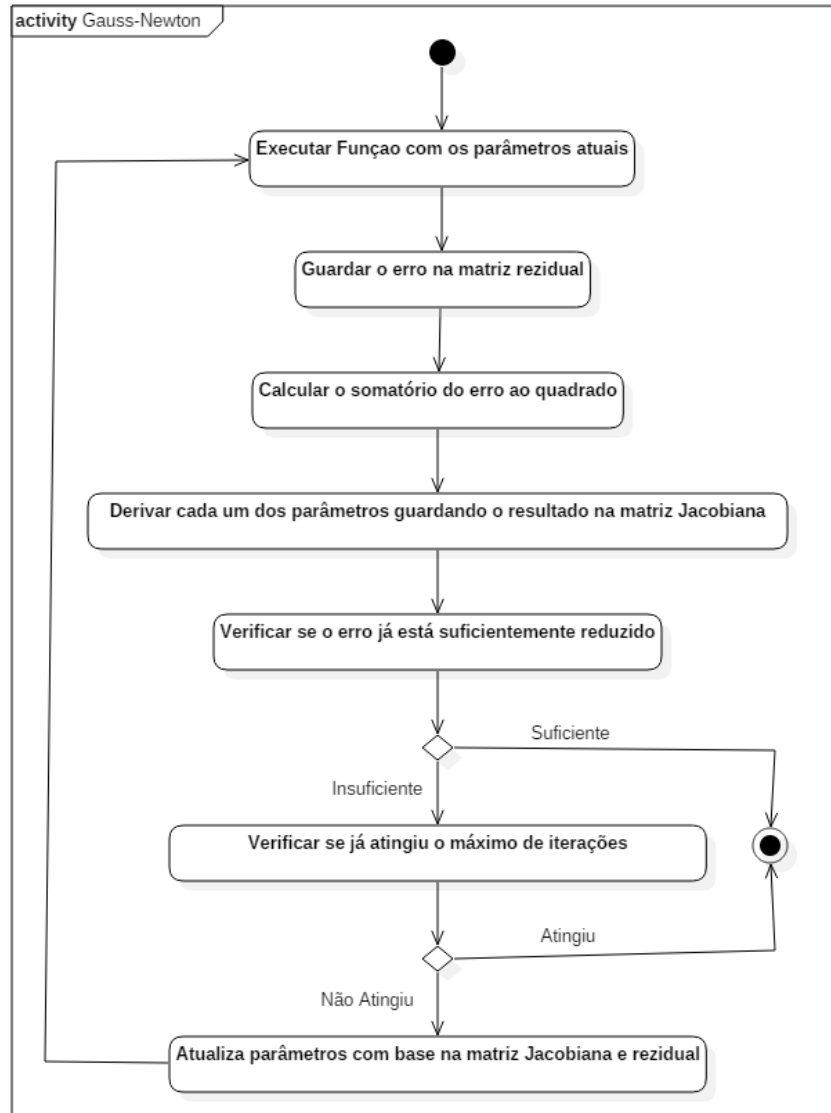 activity Gauss-Newton
Executar Funçao com os parâmetros atuais
Guardar o erro na matriz rezidual
Calcular o somatório do erro ao quadrado
Derivar cada um dos parâmetros guardando o resultado na matriz Jacobiana
Verificar se o erro já está suficientemente reduzido
Suficiente
Insuficiente
Verificar se já atingiu o máximo de iterações
Atingiu
Não Atingiu
Atualiza parâmetros com base na matriz Jacobiana e rezidual